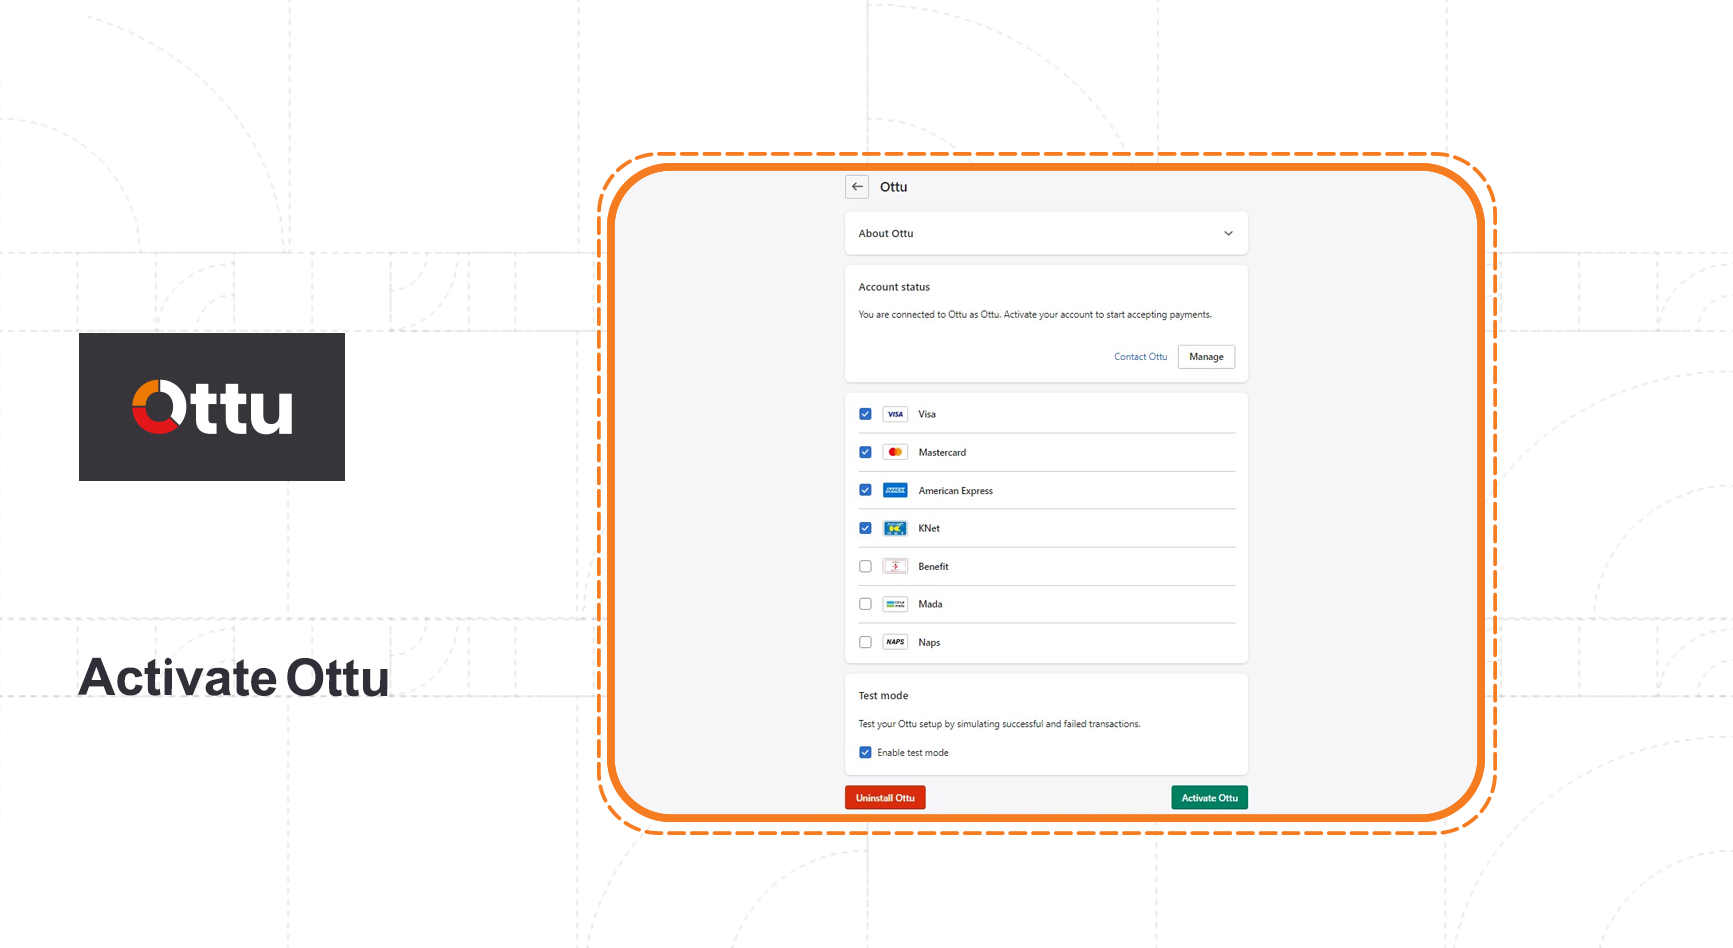 Ottu
Activate Ottu
Ottu
About Ottu
Account status
You are connected to Ottu as Ottu. Activate your account to start accepting payments.
Contact Ottu
Manage
VISA
Visa
Mastercard
American Express
KNet
Benefit
Mada
NAPS
Naps
Test mode
Test your Ottu setup by simulating successful and failed transactions.
Enable test mode
Uninstall Ottu
Activate Ottu